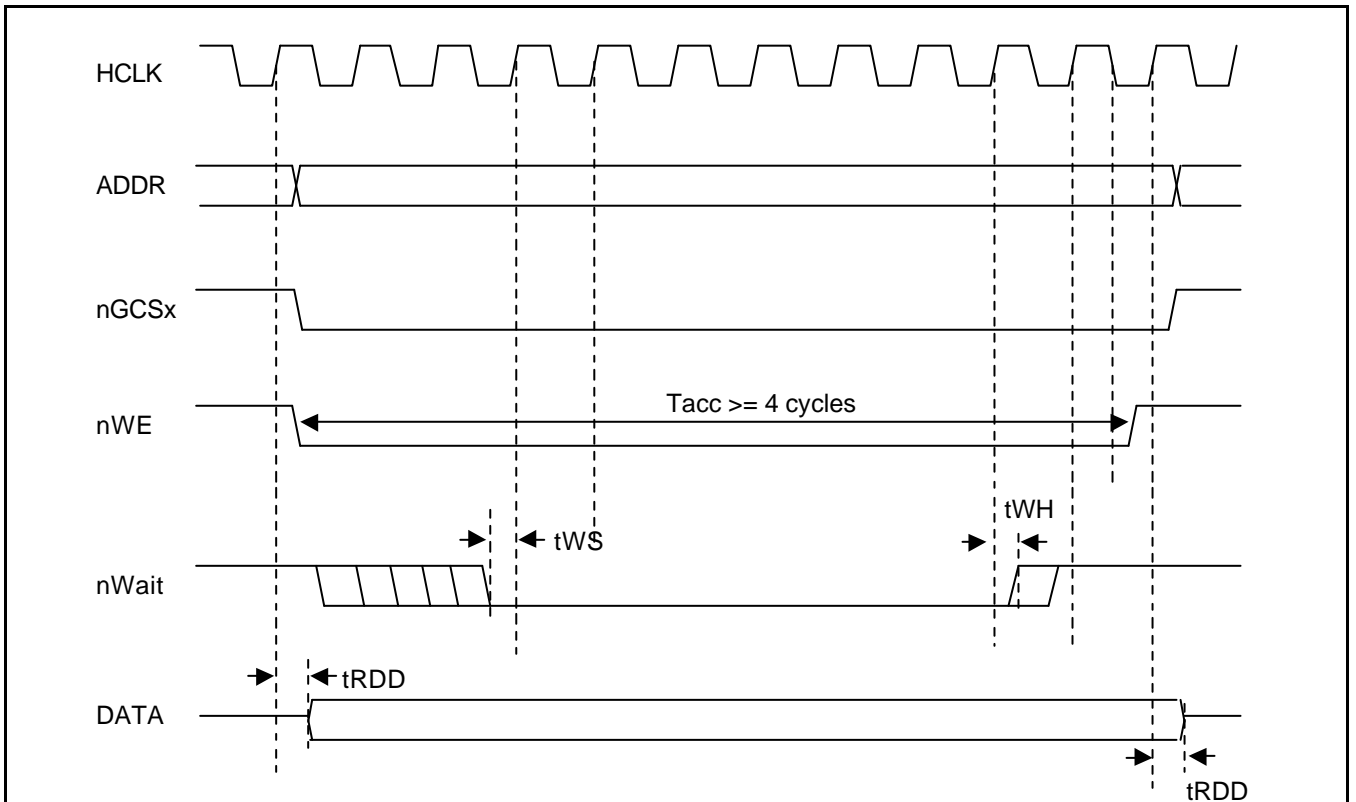 HCLK
ADDR
nGCSx
Tacc >= 4 cycles
nWE
tWH
tWS
nWait
tRDD
DATA
tRDD